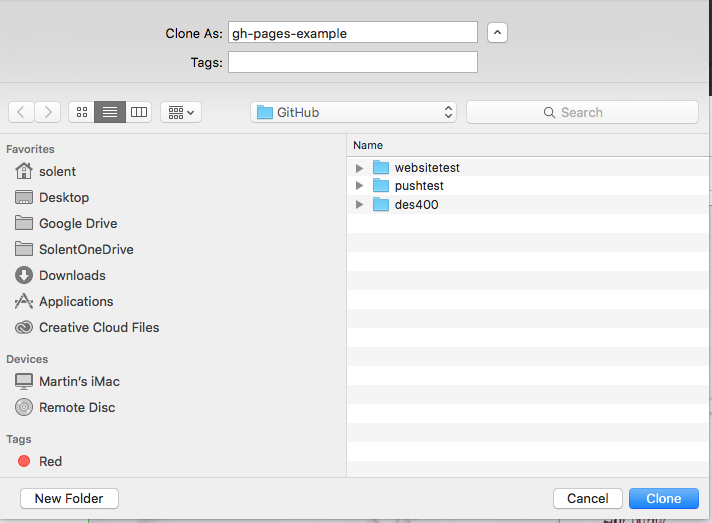 Clone As: gh-pages-example
Tags:
GitHub
Search
Favorites
solent
Desktop
Google Drive
SolentOneDrive
Downloads
Applications
Creative Cloud Files
Devices
Martin's iMac
Remote Disc
Tags
Red
Name
websitetest
pushtest
des400
New Folder
Cancel
Clone